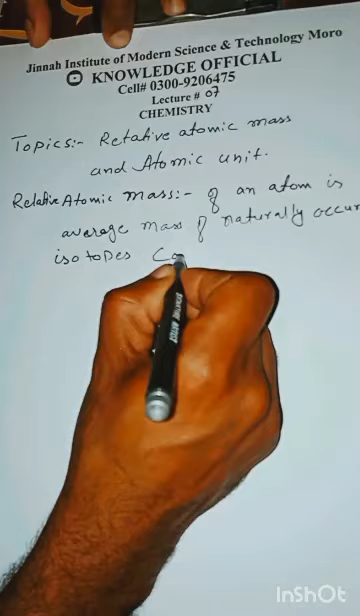 Jinnah Institute of Modern Science & Technology Moro
KNOWLEDGE OFFICIAL
Cell# 0300-9206475
Lecture # 07
CHEMISTRY
Topics:- Relative atomic mass
and Atomic unit.
Relative Atomic Mass:- of an atom is
average mass of naturally occur
isotopes Co
InShOt